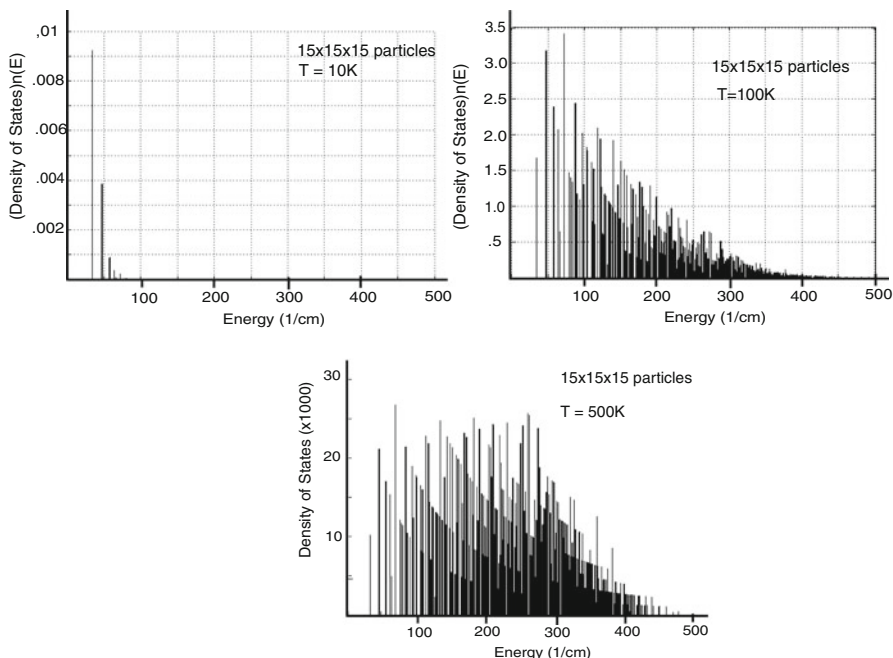 ,01
.008
.006
.004
.002
(Density of States)n(E)
15x15x15 particles
T = 10K
100
200
300
400
500
Energy (1/cm)
3.5
3.0
2.5
2.0
1.5
1.0
.5
(Density of States)n(E)
15x15x15 particles
T=100K
100
200
300
400
500
Energy (1/cm)
30
20
10
Density of States (x1000)
15x15x15 particles
T = 500K
100
200
300
400
500
Energy (1/cm)